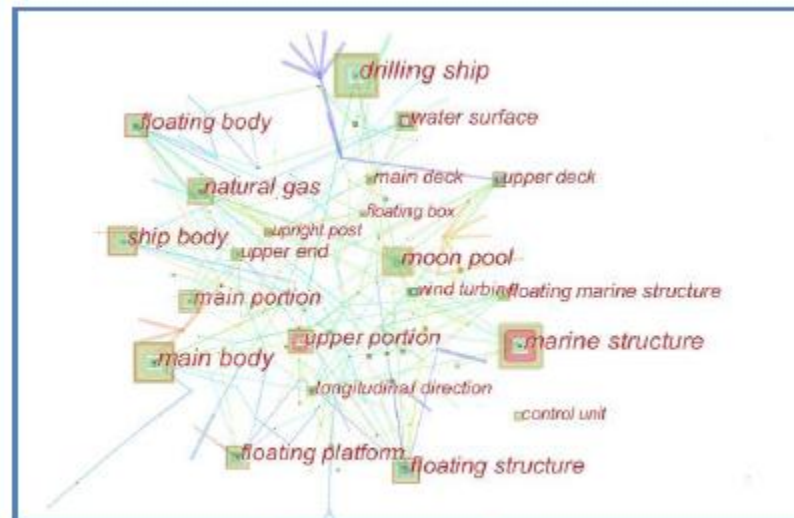 drilling ship
floating body
water surface
main deck
upper deck
natural gas
floating box
upright post
ship body
upper end
moon pool
main portion
wind turbine
floating marine structure
upper portion
marine structure
main body
longitudinal direction
control unit
floating platform
floating structure